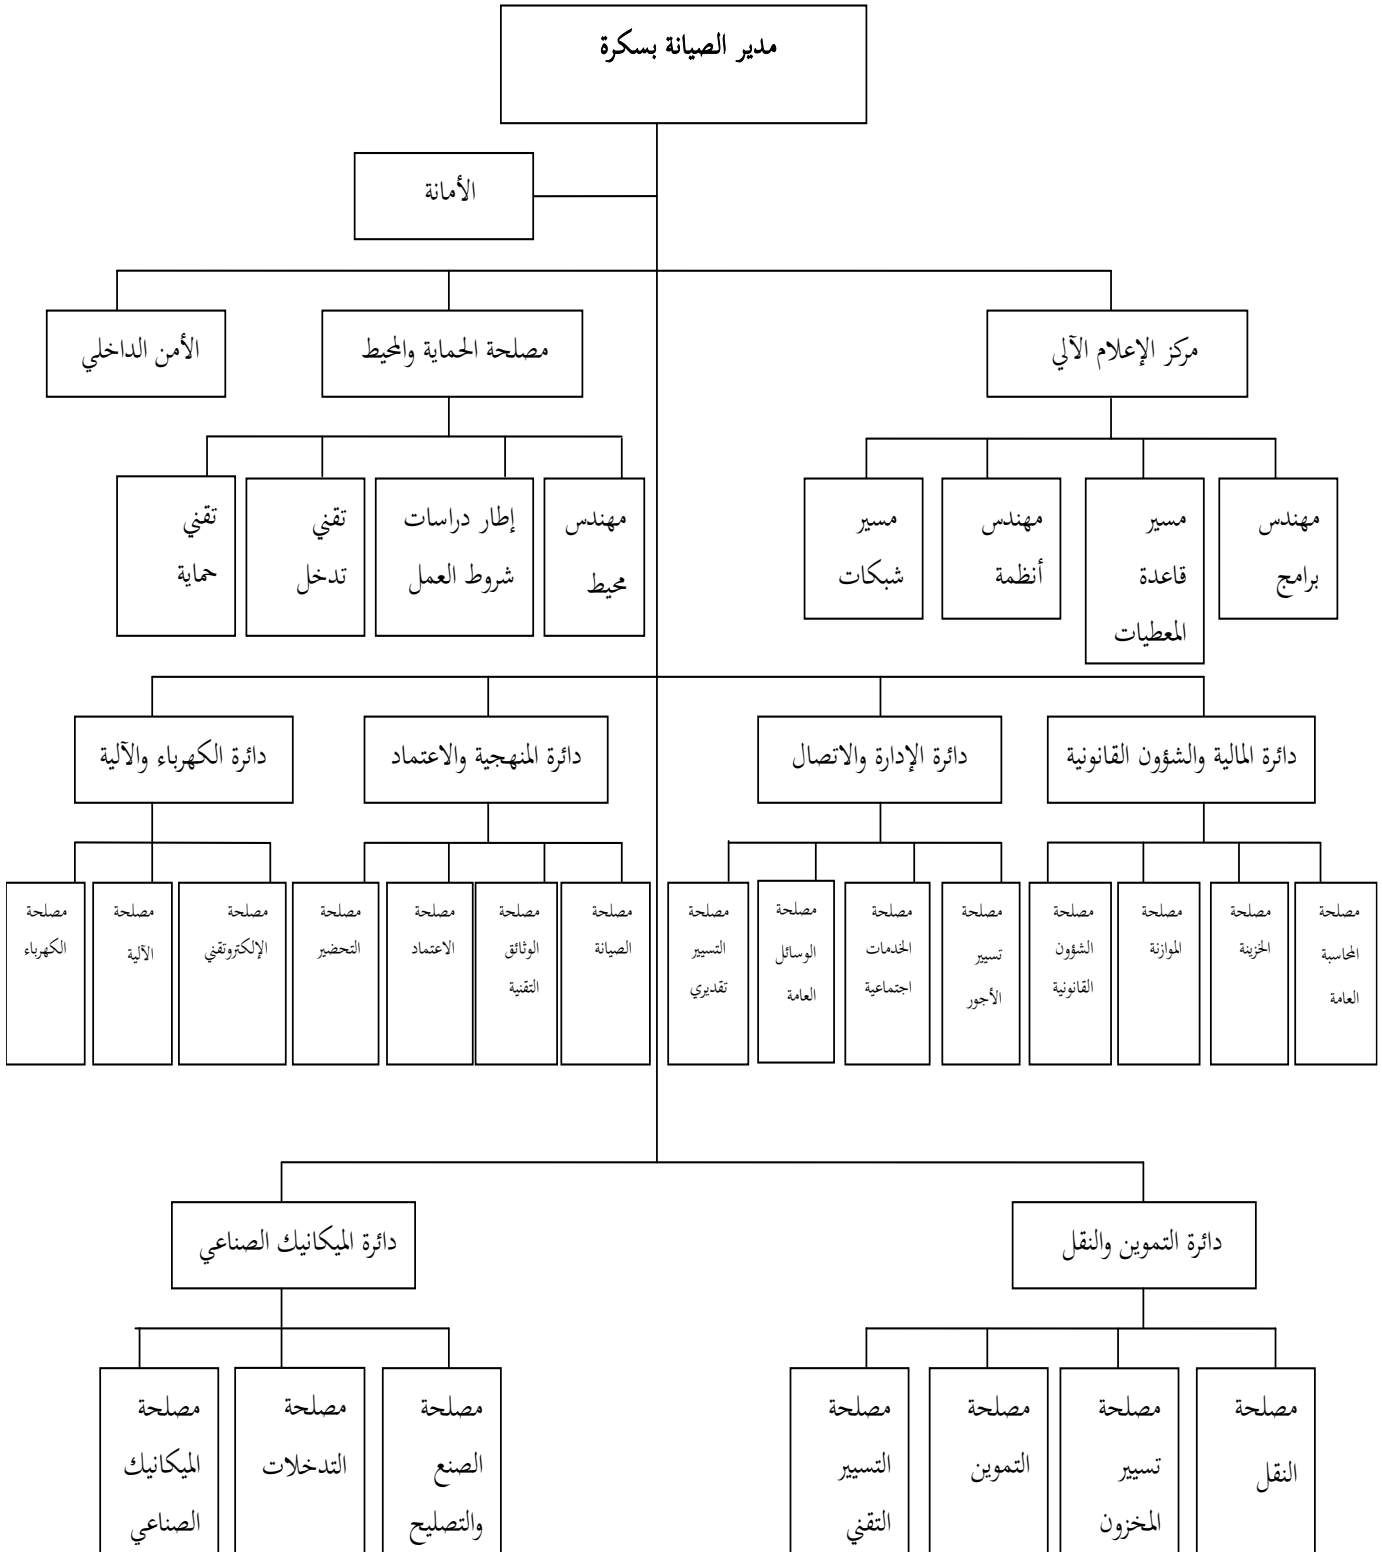 مدير الصيانة بسكرة
الأمانة
مركز الإعلام الآلي
مصلحة الحماية والمحيط
الأمن الداخلي
مهندس
برامج
مسير
قاعدة
المعطيات
مهندس
أنظمة
مسير
شبكات
مهندس
محيط
إطار دراسات
شروط العمل
تقني
تدخل
تقني
حماية
دائرة المالية والشؤون القانونية
دائرة الإدارة والاتصال
دائرة المنهجية والاعتماد
دائرة الكهرباء والآلية
مصلحة
المحاسبة
العامة
مصلحة
الخزينة
مصلحة
الموازنة
مصلحة
الشؤون
القانونية
مصلحة
تسيير
الأجور
مصلحة
الخدمات
اجتماعية
مصلحة
الوسائل
العامة
مصلحة
التسيير
تقديري
مصلحة
الصيانة
مصلحة
الوثائق
التقنية
مصلحة
الاعتماد
مصلحة
التحضير
مصلحة
الإلكتروتقني
مصلحة
الآلية
مصلحة
الكهرباء
دائرة التموين والنقل
دائرة الميكانيك الصناعي
مصلحة
النقل
مصلحة
تسيير
المخزون
مصلحة
التموين
مصلحة
التسيير
التقني
مصلحة
الصنع
والتصليح
مصلحة
التدخلات
مصلحة
الميكانيك
الصناعي